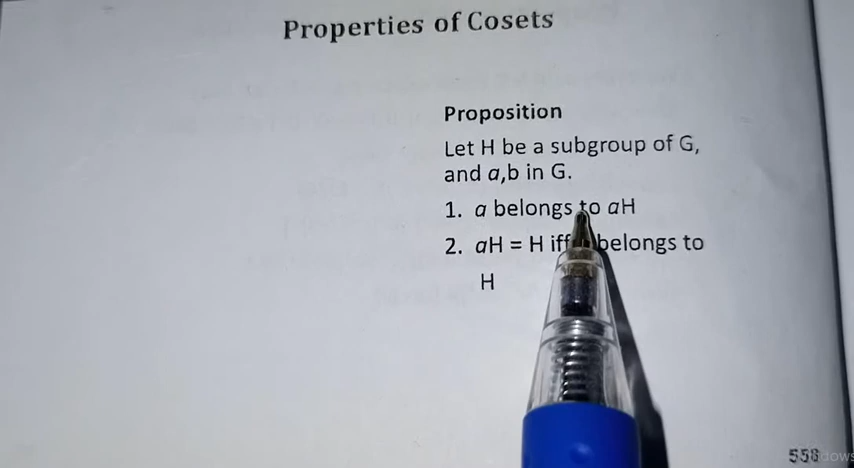 Properties of Cosets
Proposition
Let H be a subgroup of G,
and a,b in G.
1. a belongs to aH
2. aH = H iff belongs to
H
558